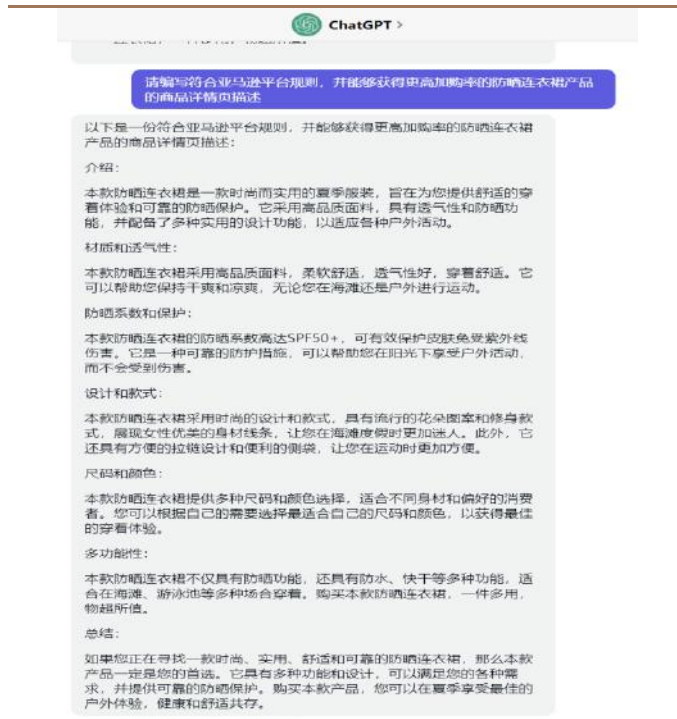 ChatGPT >
请编写符合亚马逊平台规则，并能够获得更高加购率的防晒连衣裙产品
的商品详情页描述
以下是一份符合亚马逊平台规则，并能够获得更高加购率的防晒连衣裙
产品的商品详情页描述：
介绍：
本款防晒连衣裙是一款时尚而实用的夏季服装，旨在为您提供舒适的穿
着体验和可靠的防晒保护。它采用高品质面料，具有透气性和防晒功
能，并配备了多种实用的设计功能，以适应各种户外活动。
材质和透气性：
本款防晒连衣裙采用高品质面料，柔软舒适，透气性好，穿着舒适。它
可以帮助您保持干爽和凉爽，无论您在海滩还是户外进行运动。
防晒系数和保护：
本款防晒连衣裙的防晒系数高达SPF50+，可有效保护皮肤免受紫外线
伤害。它是一种可靠的防护措施，可以帮助您在阳光下享受户外活动，
而不会受到伤害。
设计和款式：
本款防晒连衣裙采用时尚的设计和款式，具有流行的花朵图案和修身款
式，展现女性优美的身材线条，让您在海滩度假时更加迷人。此外，它
还具有方便的拉链设计和便利的侧袋，让您在运动时更加方便。
尺码和颜色：
本款防晒连衣裙提供多种尺码和颜色选择，适合不同身材和偏好的消费
者。您可以根据自己的需要选择最适合自己的尺码和颜色，以获得最佳
的穿着体验。
多功能性：
本款防晒连衣裙不仅具有防晒功能，还具有防水、快干等多种功能，适
合在海滩、游泳池等多种场合穿着。购买本款防晒连衣裙，一件多用，
物超所值。
总结：
如果您正在寻找一款时尚、实用、舒适和可靠的防晒连衣裙，那么本款
产品一定是您的首选。它具有多种功能和设计，可以满足您的各种需
求，并提供可靠的防晒保护。购买本款产品，您可以在夏季享受最佳的
户外体验，健康和舒适共存。